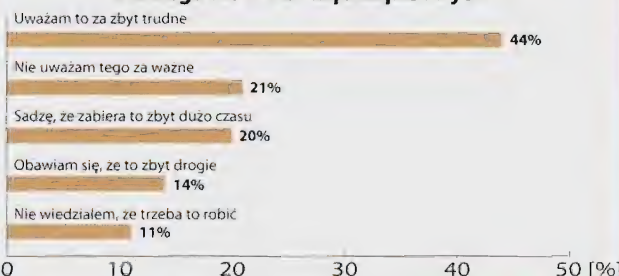 Uważam to za zbyt trudne
44%
Nie uważam tego za ważne
21%
Sadzę, że zabiera to zbyt dużo czasu
20%
Obawiam się, że to zbyt drogie
14%
Nie wiedziałem, że trzeba to robić
11%
0 10 20 30 40 50 [%]